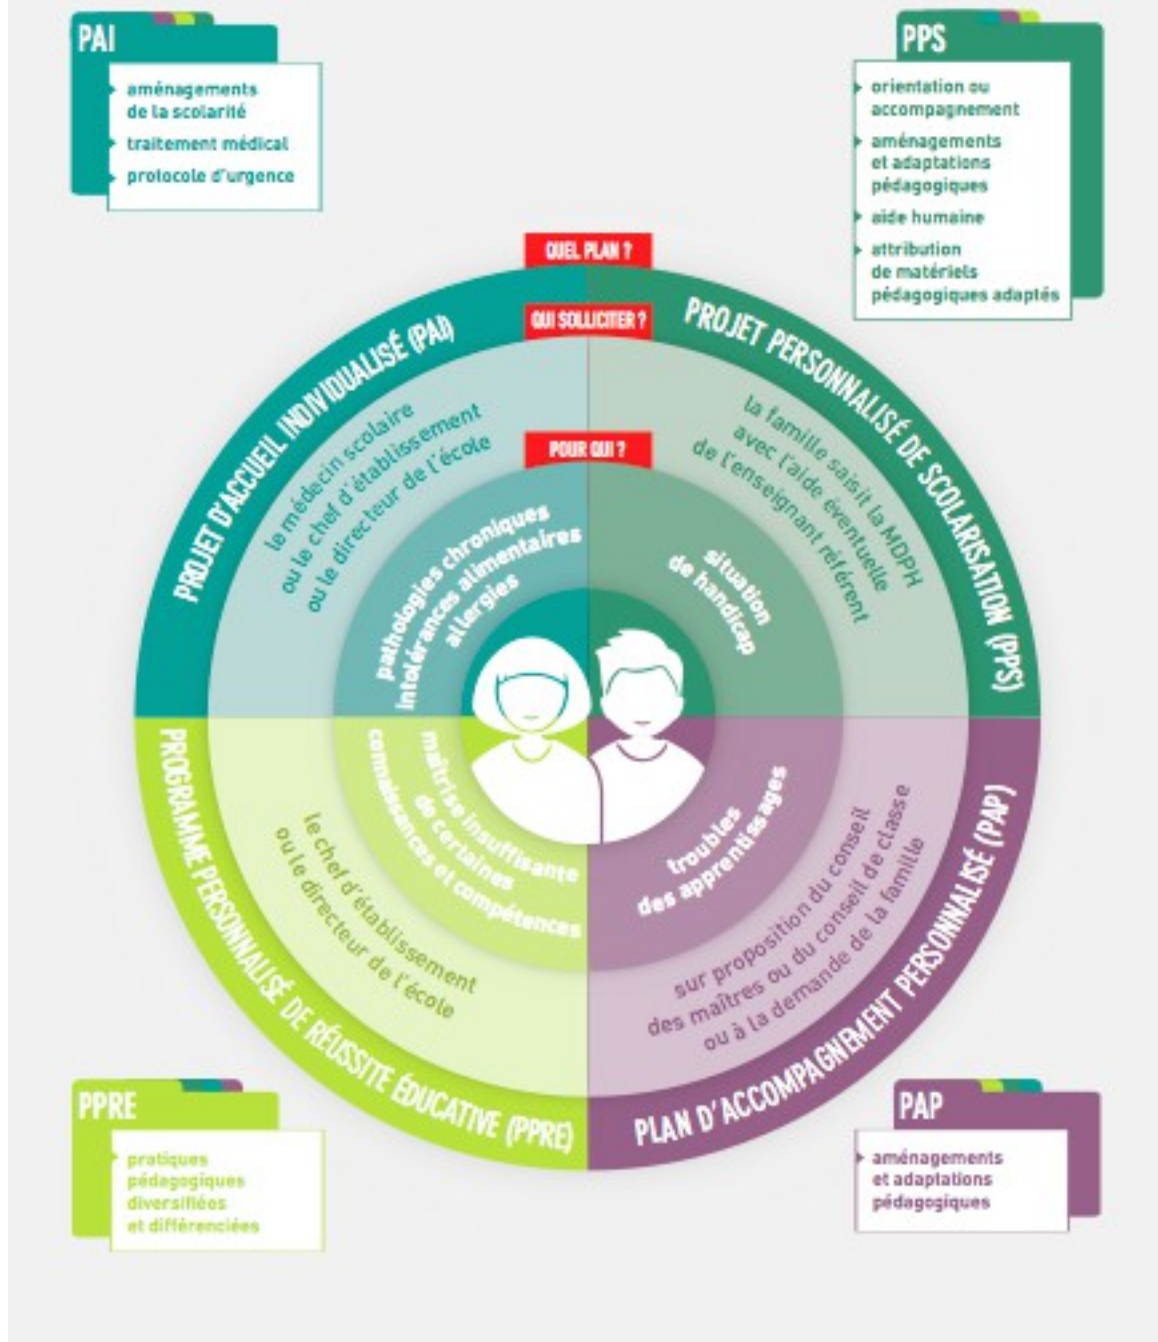 PAI
aménagements
de la scolarité
traitement médical
protocole d'urgence
PPS
orientation ou
accompagnement
aménagements
et adaptations
pédagogiques
aide humaine
attribution
de matériels
pédagogiques adaptés
QUEL PLAN ?
QUI SOLLICITER ?
POUR QUI ?
PROJET D'ACCUEIL INDIVIDUALISÉ (PAI)
le médecin scolaire
ou le chef d'établissement
ou le directeur de l'école
pathologies chroniques
intolérances alimentaires
allergies
PROJET PERSONNALISÉ DE SCOLARISATION (PPS)
la famille saisit la MDPH
avec l'aide éventuelle
de l'enseignant référent
situation
de handicap
PROGRAMME PERSONNALISÉ DE RÉUSSITE ÉDUCATIVE (PPRE)
le chef d'établissement
ou le directeur de l'école
maîtrise insuffisante
de certaines
connaissances et compétences
PLAN D'ACCOMPAGNEMENT PERSONNALISÉ (PAP)
sur proposition du conseil
des maîtres ou du conseil de classe
ou à la demande de la famille
troubles
des apprentissages
PPRE
pratiques
pédagogiques
diversifiées
et différenciées
PAP
aménagements
et adaptations
pédagogiques